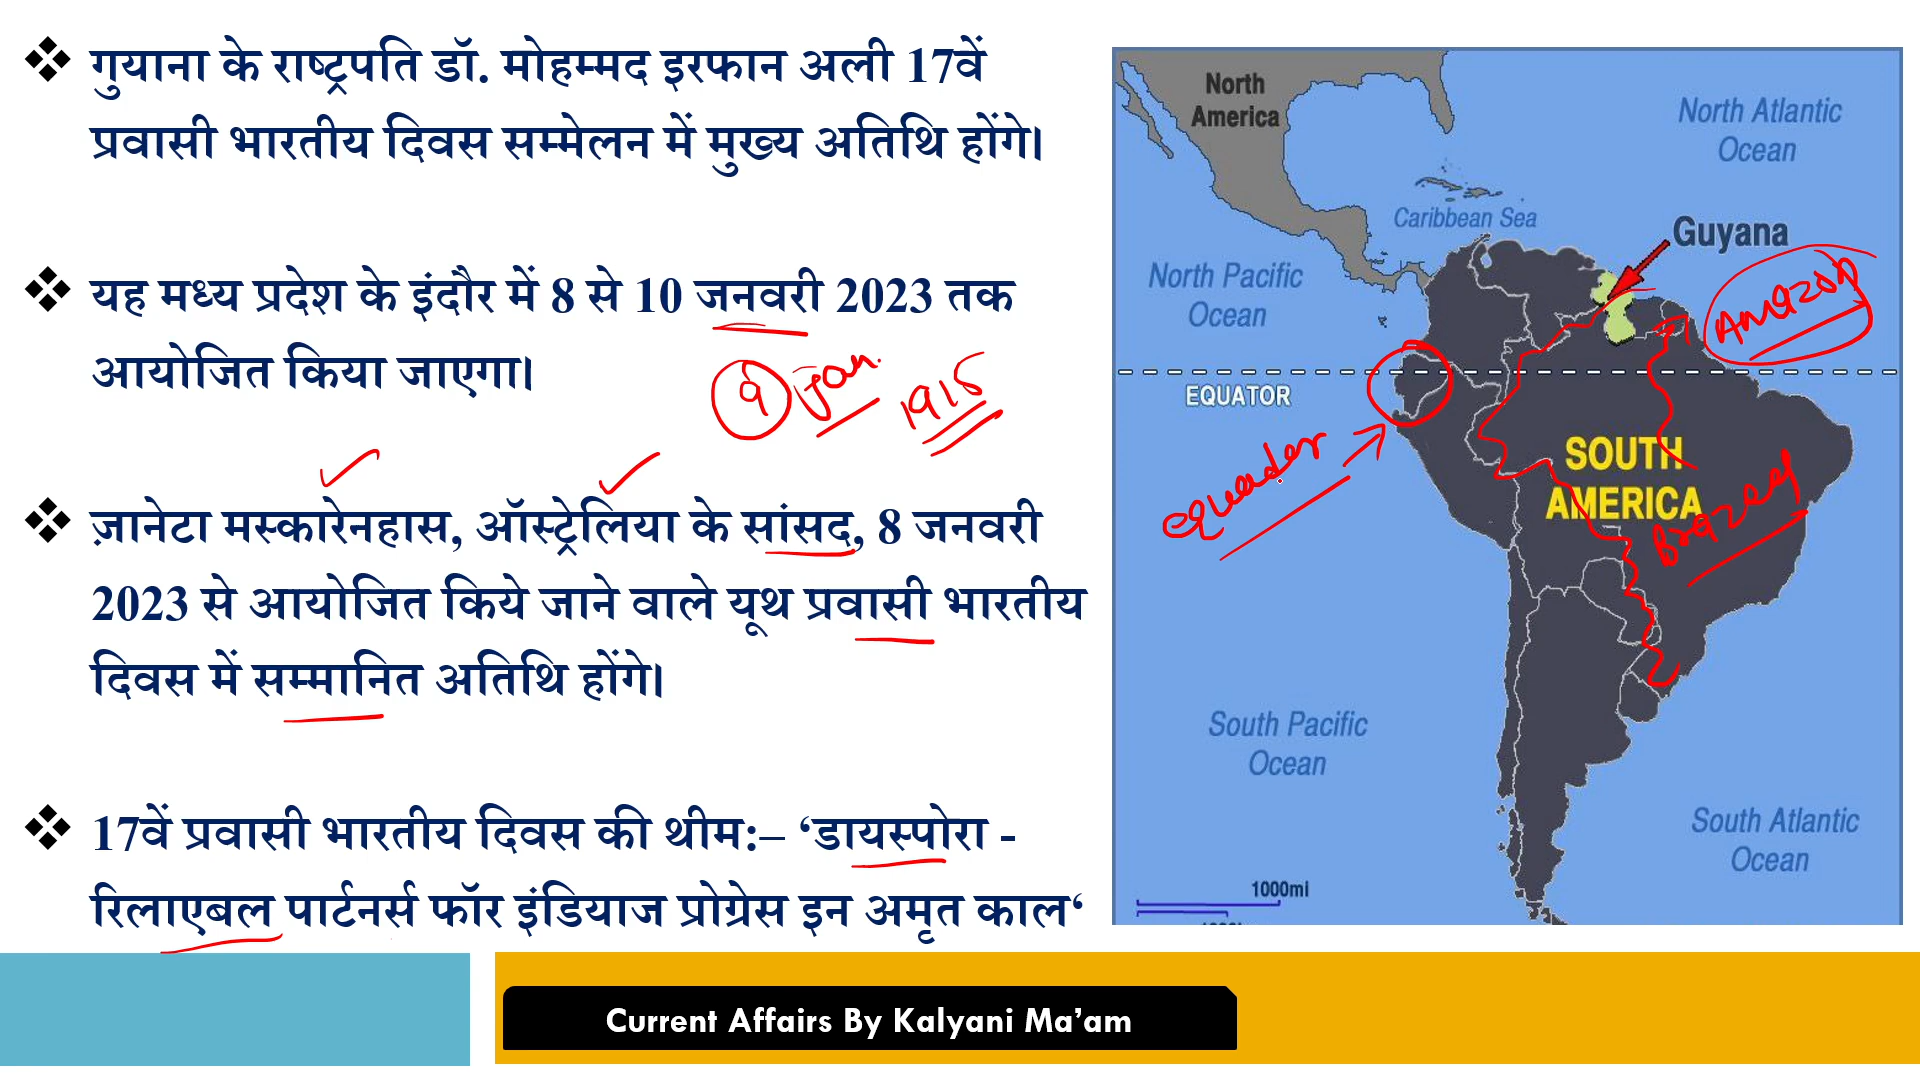 ❖ गुयाना के राष्ट्रपति डॉ. मोहम्मद इरफान अली 17वें
प्रवासी भारतीय दिवस सम्मेलन में मुख्य अतिथि होंगे।
❖ यह मध्य प्रदेश के इंदौर में 8 से 10 जनवरी 2023 तक
आयोजित किया जाएगा।
9 Jan. 1915
❖ ज़ानेटा मस्कारेनहास, ऑस्ट्रेलिया के सांसद, 8 जनवरी
2023 से आयोजित किये जाने वाले यूथ प्रवासी भारतीय
दिवस में सम्मानित अतिथि होंगे।
❖ 17वें प्रवासी भारतीय दिवस की थीम:– ‘डायस्पोरा -
रिलाएबल पार्टनर्स फॉर इंडियाज प्रोग्रेस इन अमृत काल‘
North
America
North Atlantic
Ocean
Caribbean Sea
Guyana
North Pacific
Ocean
Amazon
EQUATOR
Equador
SOUTH
AMERICA
South Pacific
Ocean
South Atlantic
Ocean
1000mi
Current Affairs By Kalyani Ma’am